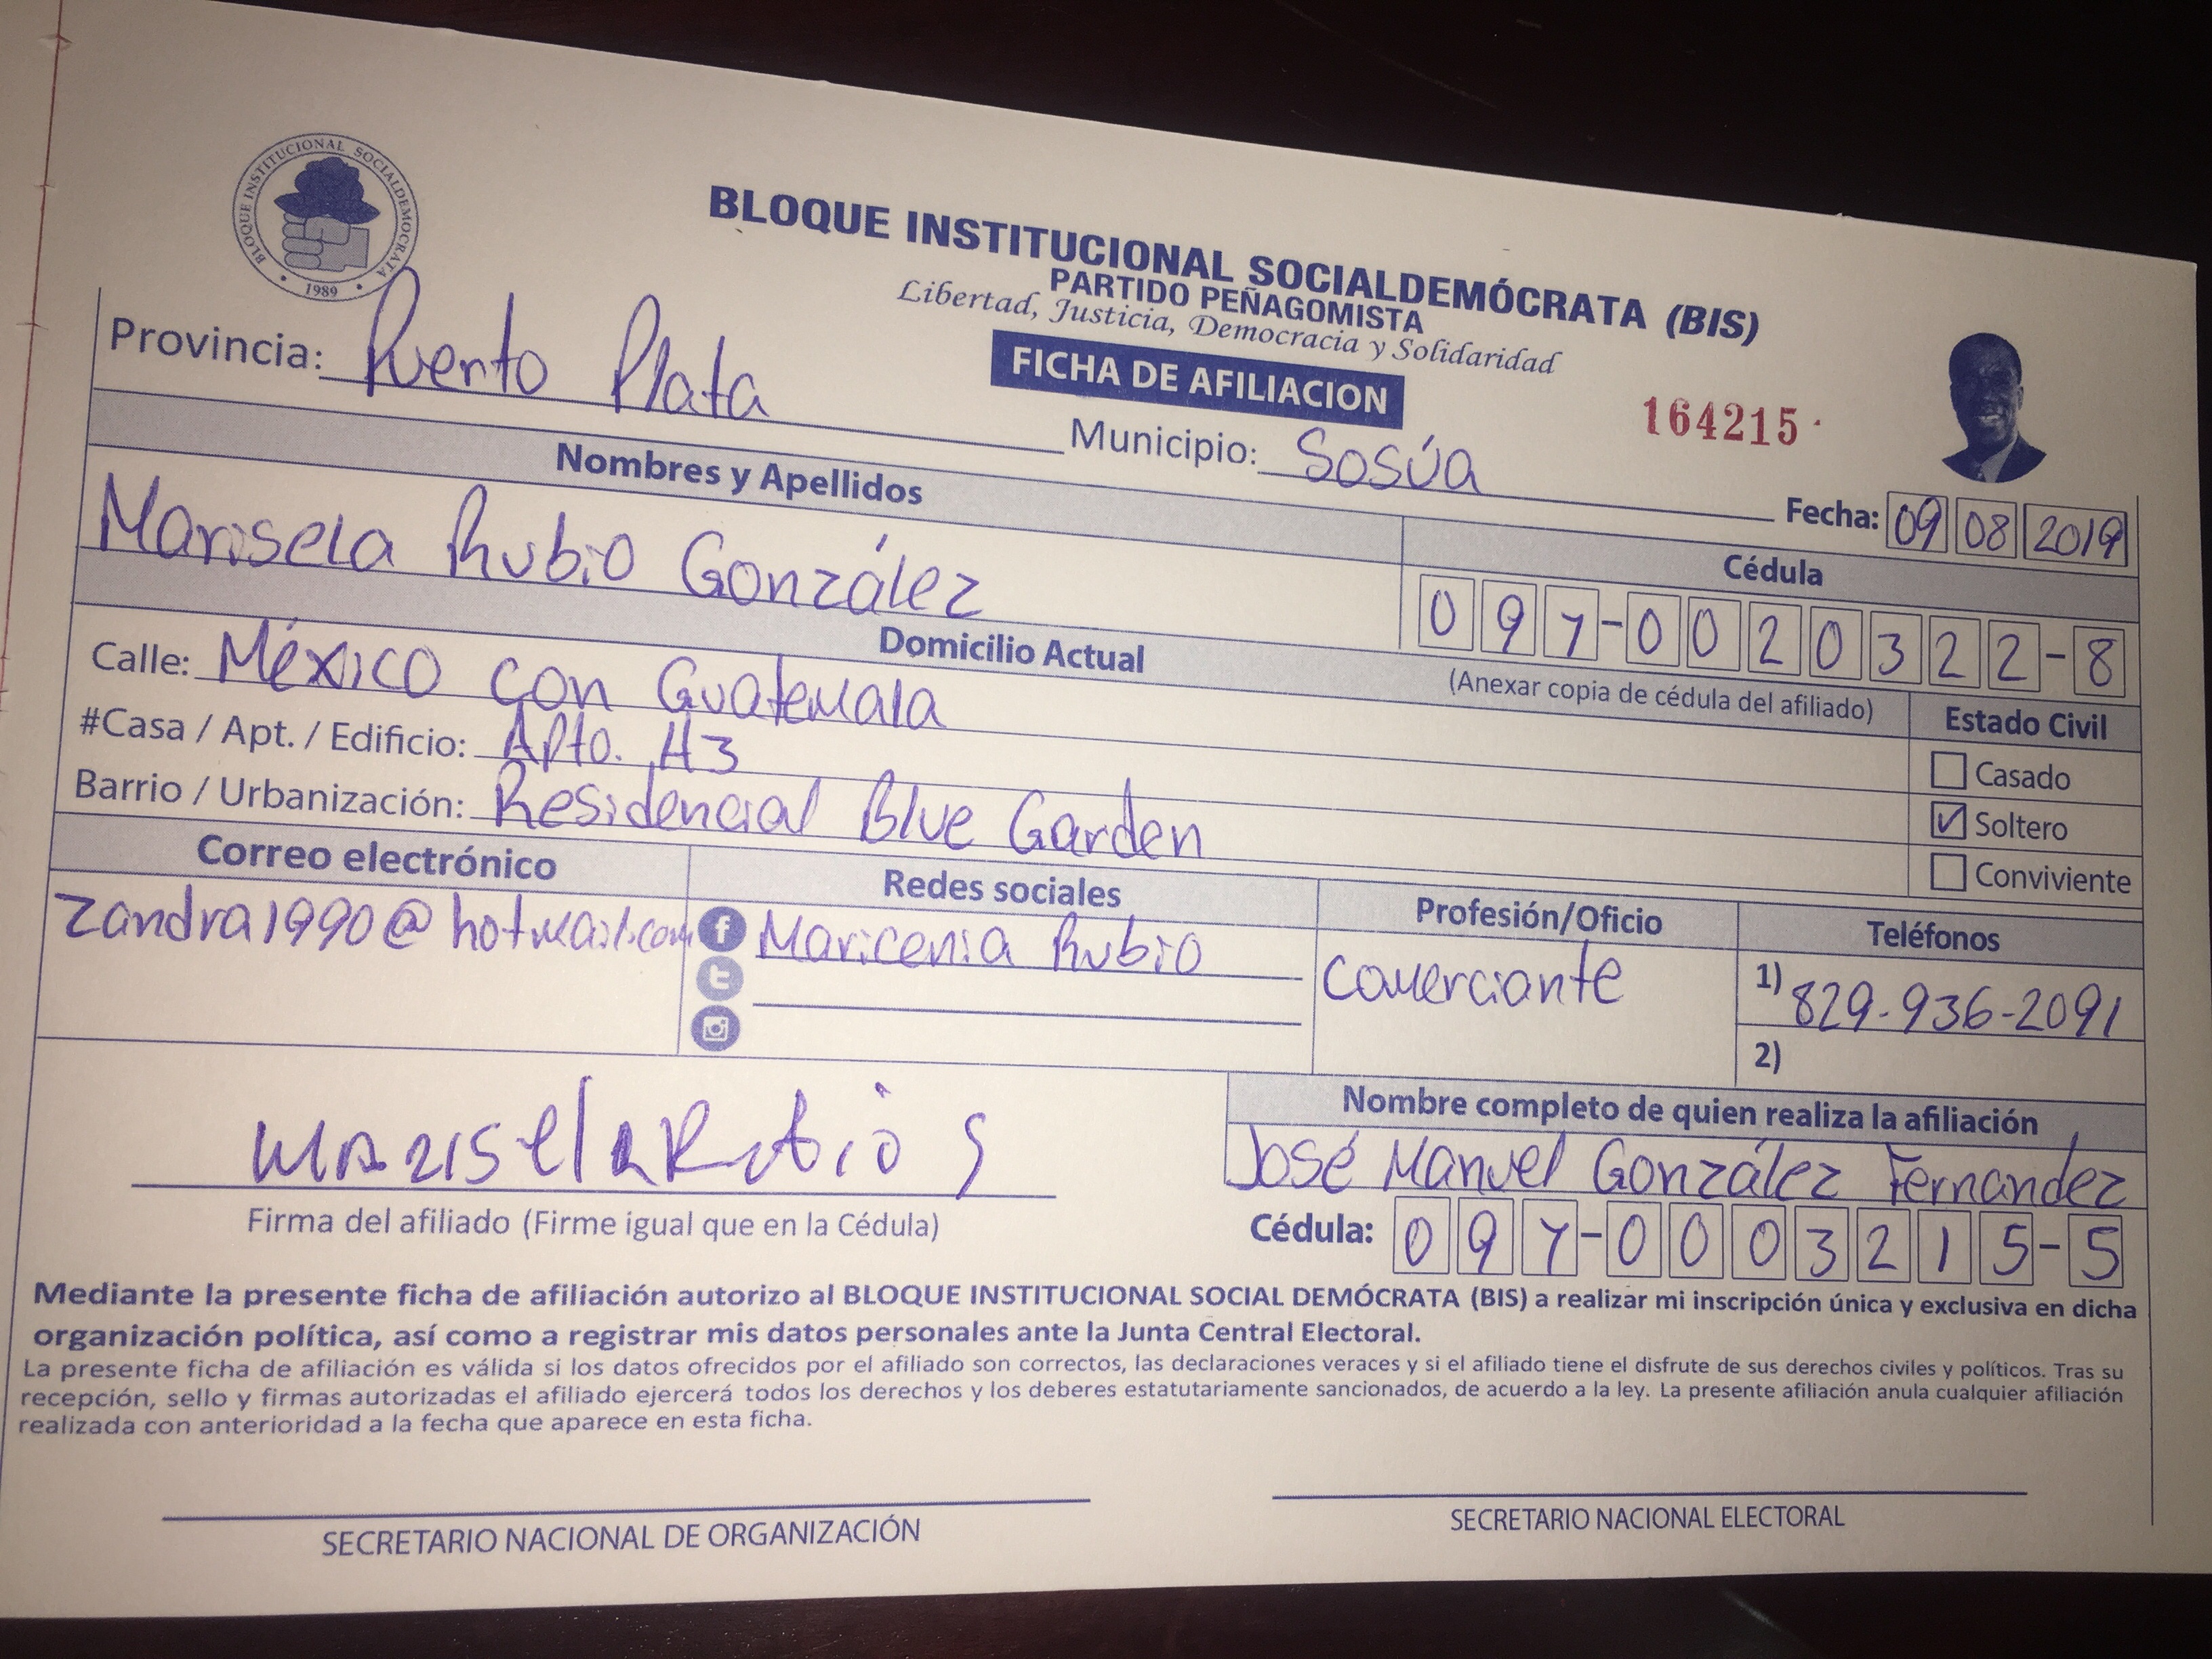 BLOQUE INSTITUCIONAL SOCIALDEMOCRATA
1989
BLOQUE INSTITUCIONAL SOCIALDEMÓCRATA (BIS)
PARTIDO PEÑAGOMISTA
Libertad, Justicia, Democracia y Solidaridad
FICHA DE AFILIACION
164215
Provincia: Puerto Plata Municipio: Sosúa
Fecha: 09 08 2019
Nombres y Apellidos
Cédula
Marisela Rubio González
097-0020322-8
Domicilio Actual
(Anexar copia de cédula del afiliado)
Estado Civil
Calle: México con Guatemala
#Casa / Apt. / Edificio: Apto. H3
Barrio / Urbanización: Residencial Blue Garden
Casado
Soltero
Conviviente
Correo electrónico
Redes sociales
Profesión/Oficio
Teléfonos
zandra1990@hotmail.com
Maricenia Rubio
Comerciante
1) 829-936-2091
2)
Marisela Rubio G
Firma del afiliado (Firme igual que en la Cédula)
Nombre completo de quien realiza la afiliación
José Manuel González Fernández
Cédula: 097-0003215-5
Mediante la presente ficha de afiliación autorizo al BLOQUE INSTITUCIONAL SOCIAL DEMÓCRATA (BIS) a realizar mi inscripción única y exclusiva en dicha
organización política, así como a registrar mis datos personales ante la Junta Central Electoral.
La presente ficha de afiliación es válida si los datos ofrecidos por el afiliado son correctos, las declaraciones veraces y si el afiliado tiene el disfrute de sus derechos civiles y políticos. Tras su
recepción, sello y firmas autorizadas el afiliado ejercerá todos los derechos y los deberes estatutariamente sancionados, de acuerdo a la ley. La presente afiliación anula cualquier afiliación
realizada con anterioridad a la fecha que aparece en esta ficha.
SECRETARIO NACIONAL DE ORGANIZACIÓN
SECRETARIO NACIONAL ELECTORAL